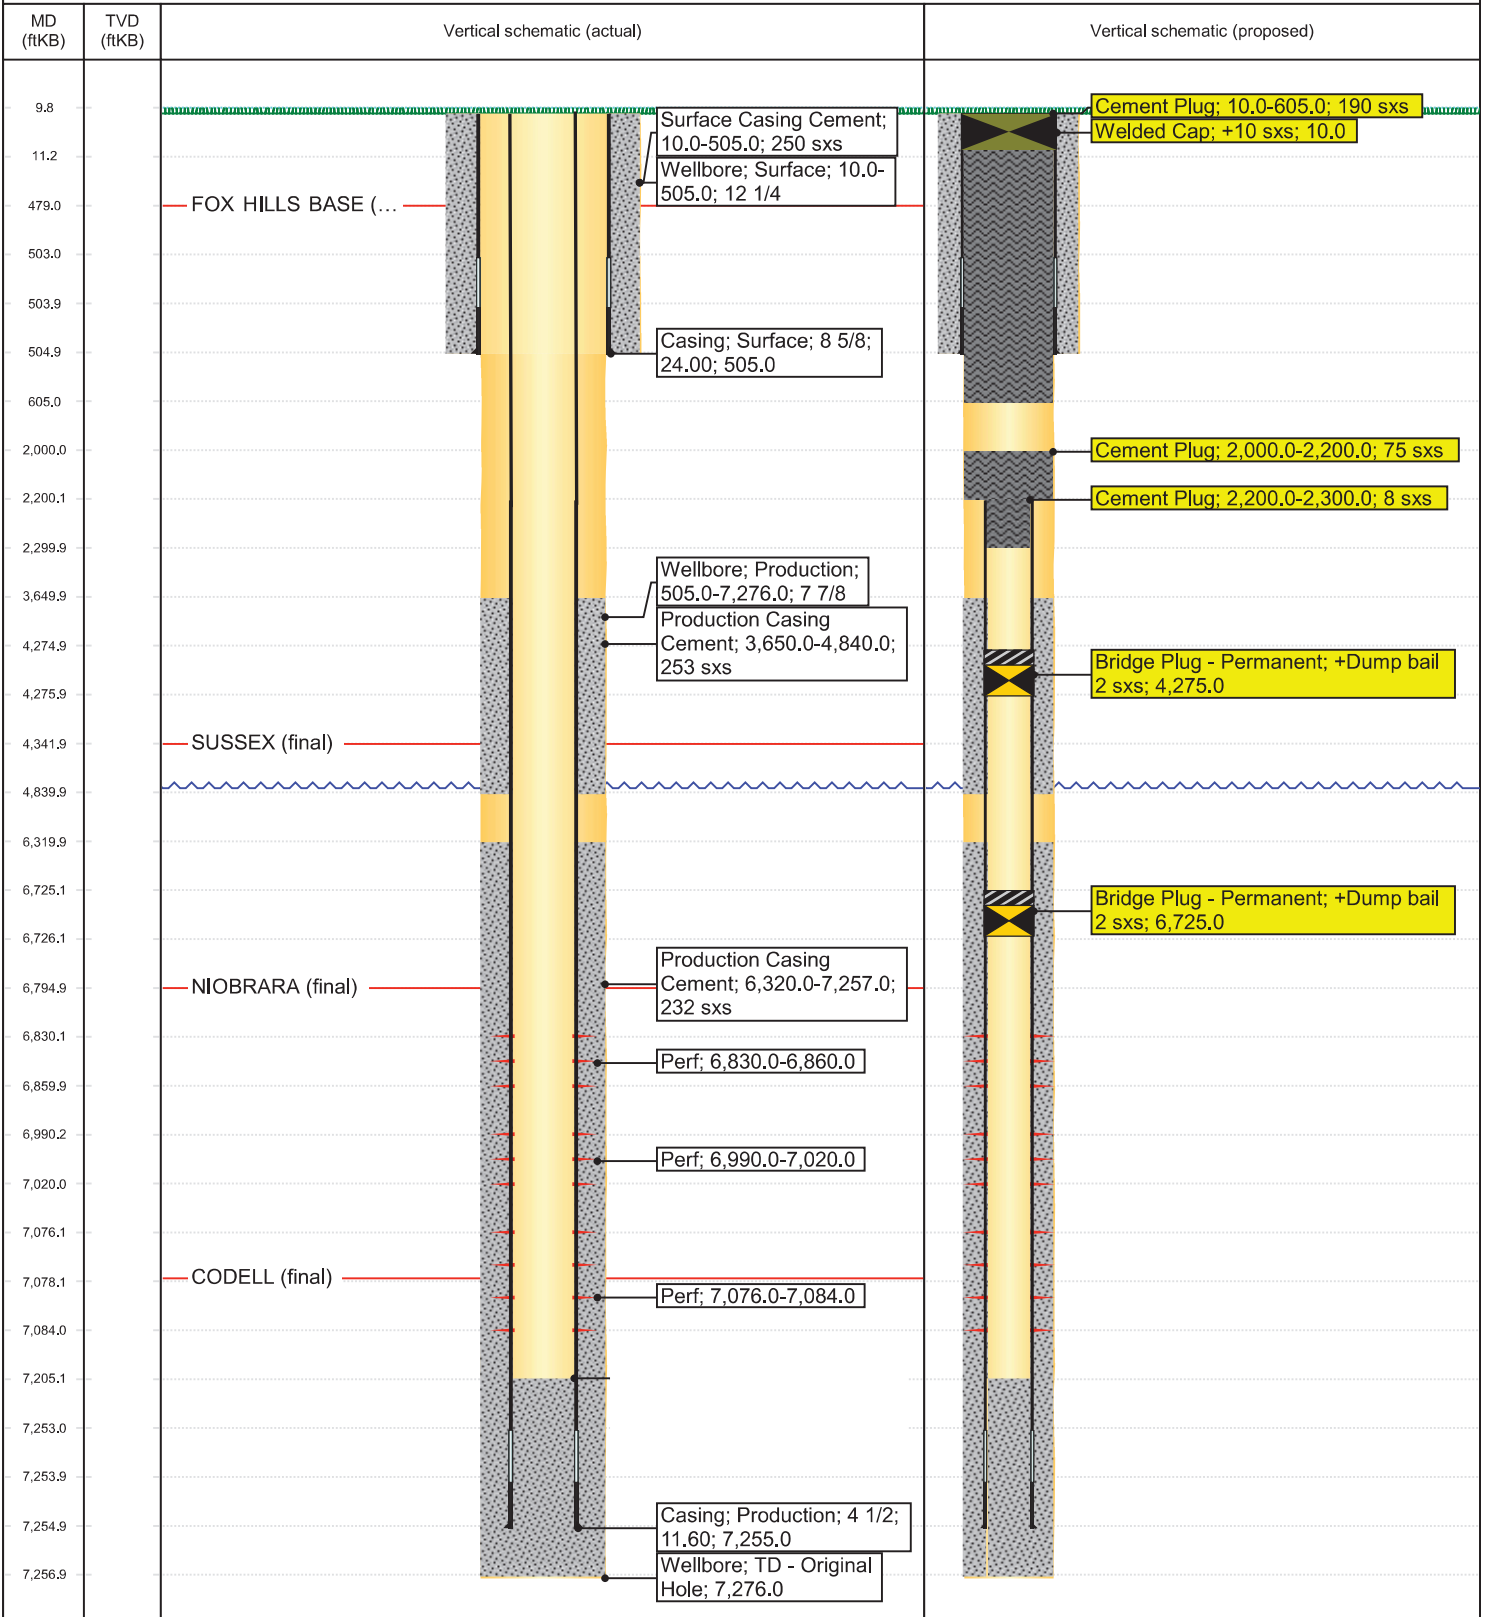 MD
(ftKB)
TVD
(ftKB)
Vertical schematic (actual)
Vertical schematic (proposed)
9.8
11.2
479.0
503.0
503.9
504.9
605.0
2,000.0
2,200.1
2,299.9
3,649.9
4,274.9
4,275.9
4,341.9
4,839.9
6,319.9
6,725.1
6,726.1
6,794.9
6,830.1
6,859.9
6,990.2
7,020.0
7,076.1
7,078.1
7,084.0
7,205.1
7,253.0
7,253.9
7,254.9
7,256.9
FOX HILLS BASE (...
SUSSEX (final)
NIOBRARA (final)
CODELL (final)
Surface Casing Cement;
10.0-505.0; 250 sxs
Wellbore; Surface; 10.0-
505.0; 12 1/4
Casing; Surface; 8 5/8;
24.00; 505.0
Wellbore; Production;
505.0-7,276.0; 7 7/8
Production Casing
Cement; 3,650.0-4,840.0;
253 sxs
Production Casing
Cement; 6,320.0-7,257.0;
232 sxs
Perf; 6,830.0-6,860.0
Perf; 6,990.0-7,020.0
Perf; 7,076.0-7,084.0
Casing; Production; 4 1/2;
11.60; 7,255.0
Wellbore; TD - Original
Hole; 7,276.0
Cement Plug; 10.0-605.0; 190 sxs
Welded Cap; +10 sxs; 10.0
Cement Plug; 2,000.0-2,200.0; 75 sxs
Cement Plug; 2,200.0-2,300.0; 8 sxs
Bridge Plug - Permanent; +Dump bail
2 sxs; 4,275.0
Bridge Plug - Permanent; +Dump bail
2 sxs; 6,725.0